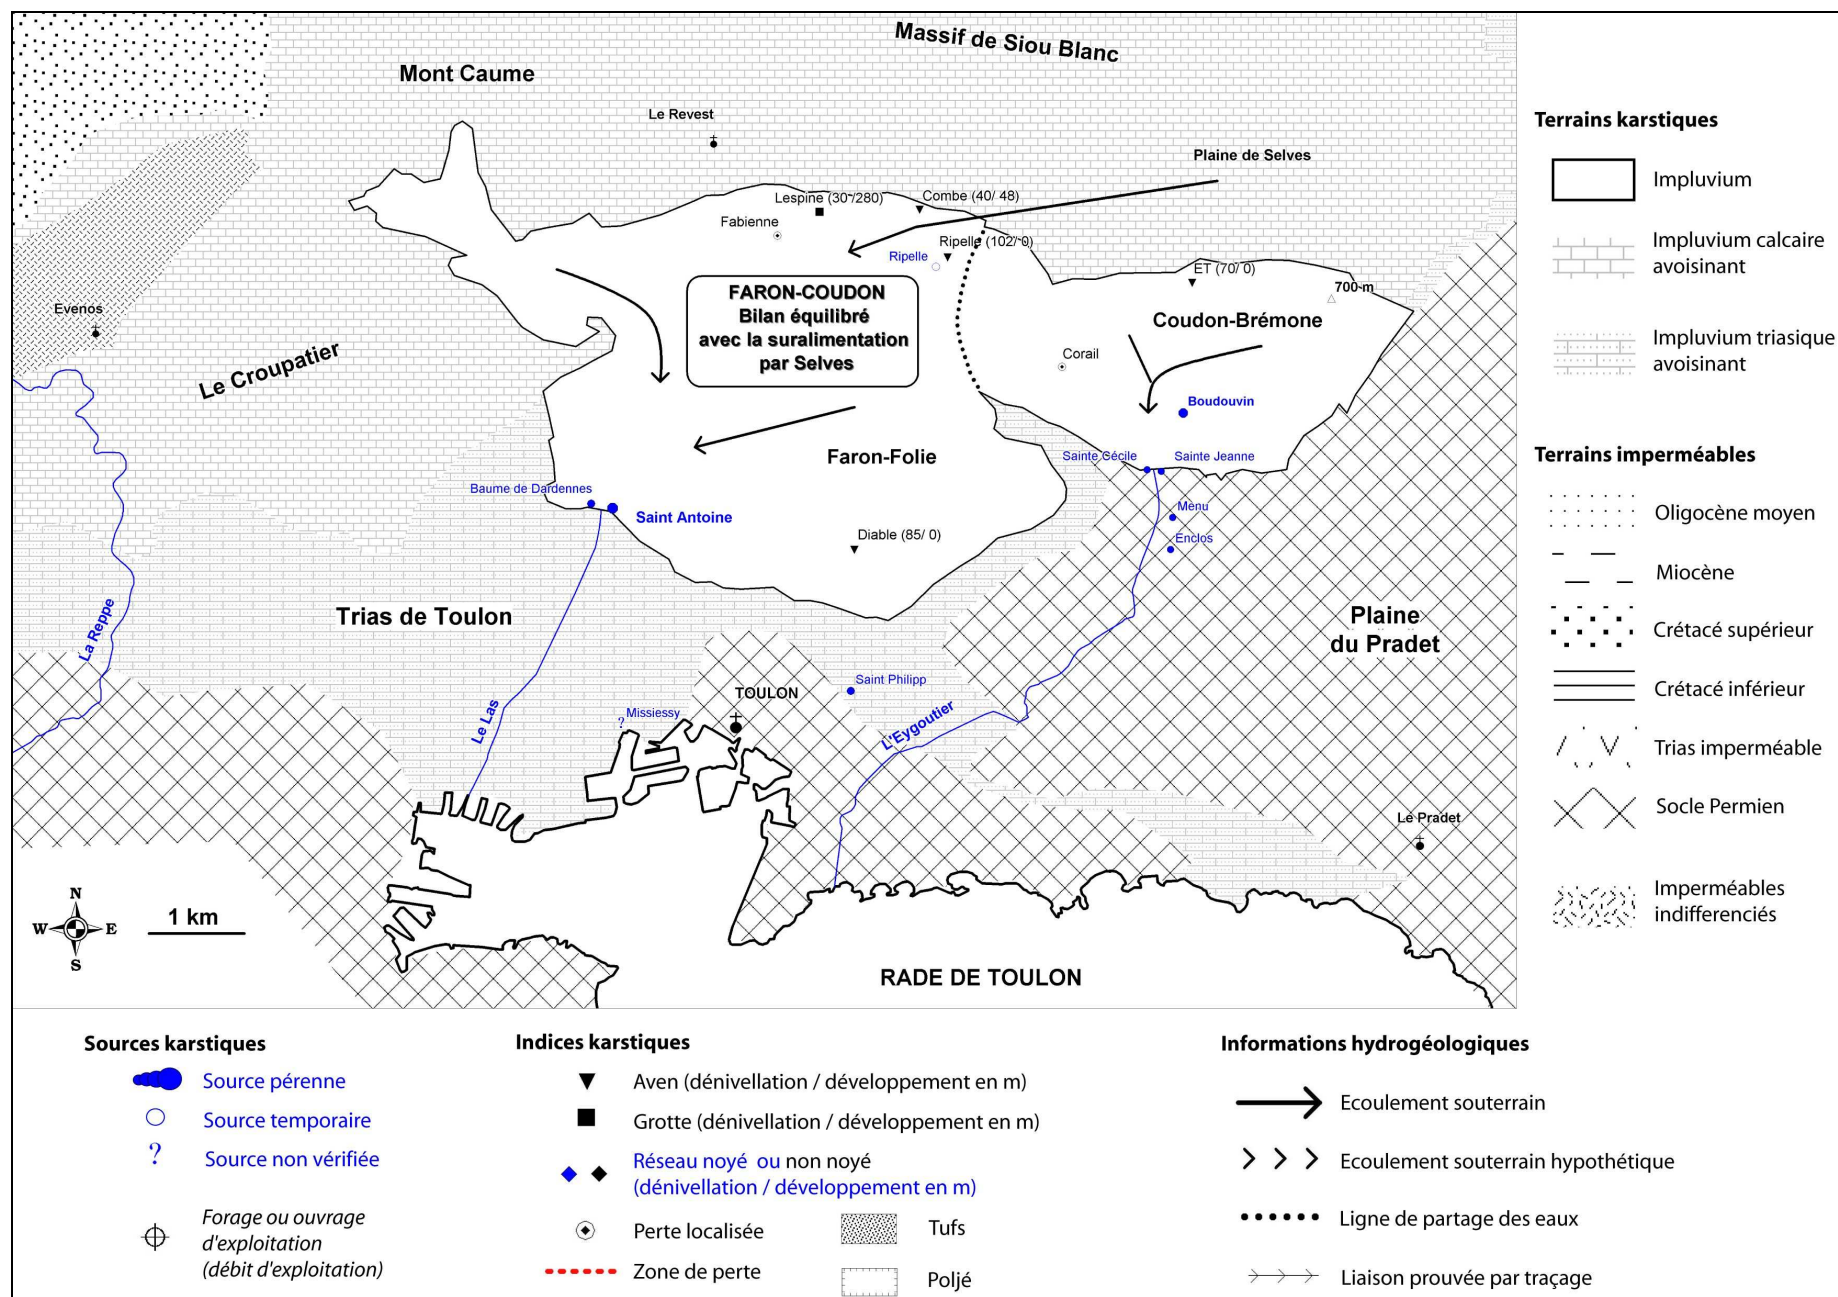 Massif de Siou Blanc
Mont Caume
Le Revest
Plaine de Selves
Lespine (30~/280)
Combe (40/ 48)
Fabienne
Ripelle (102/ 0)
Ripelle
ET (70/ 0)
700 m
Evenos
FARON-COUDON
Bilan équilibré
avec la suralimentation
par Selves
Coudon-Brémone
Le Croupatier
Corail
Boudouvin
Faron-Folie
Sainte Cécile
Sainte Jeanne
Baume de Dardennes
Saint Antoine
Menu
Diable (85/ 0)
Enclos
La Reppe
Trias de Toulon
Plaine
du Pradet
Saint Philipp
TOULON
Missiessy
?
Le Las
L'Eygoutier
Le Pradet
N
W
E
S
1 km
RADE DE TOULON
Terrains karstiques
Impluvium
Impluvium calcaire
avoisinant
Impluvium triasique
avoisinant
Terrains imperméables
Oligocène moyen
Miocène
Crétacé supérieur
Crétacé inférieur
Trias imperméable
Socle Permien
Imperméables
indifferenciés
Sources karstiques
Source pérenne
Source temporaire
? Source non vérifiée
Forage ou ouvrage
d'exploitation
(débit d'exploitation)
Indices karstiques
Aven (dénivellation / développement en m)
Grotte (dénivellation / développement en m)
Réseau noyé ou non noyé
(dénivellation / développement en m)
Perte localisée
Zone de perte
Tufs
Poljé
Informations hydrogéologiques
Ecoulement souterrain
Ecoulement souterrain hypothétique
Ligne de partage des eaux
Liaison prouvée par traçage